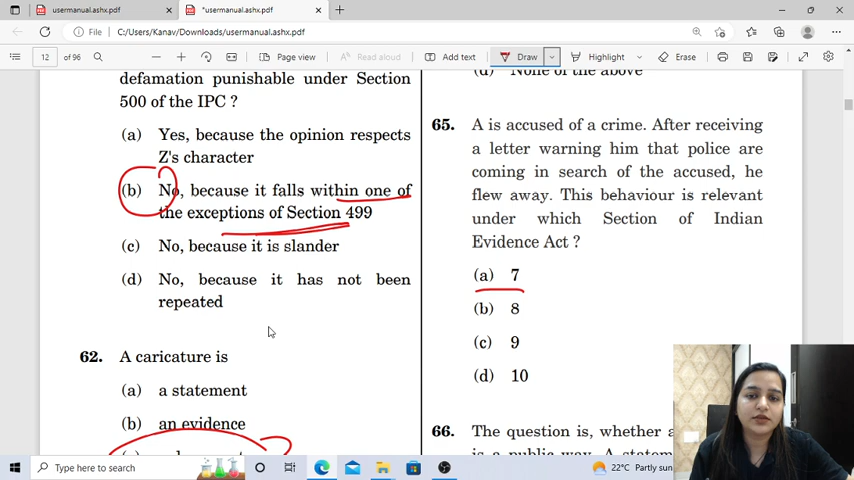 usermanual.ashx.pdf
*usermanual.ashx.pdf
File
C:/Kanav/Downloads/usermanual.ashx.pdf
12
of 96
Page view
Read aloud
Add text
Draw
Highlight
Erase
defamation punishable under Section
500 of the IPC ?
(a) Yes, because the opinion respects
Z's character
(b) No, because it falls within one of
the exceptions of Section 499
(c) No, because it is slander
(d) No, because it has not been
repeated
62. A caricature is
(a) a statement
(b) an evidence
(d) None of the above
65. A is accused of a crime. After receiving
a letter warning him that police are
coming in search of the accused, he
flew away. This behaviour is relevant
under which Section of Indian
Evidence Act ?
(a) 7
(b) 8
(c) 9
(d) 10
66. The question is, whether a
is a public way. A statem
Type here to search
22°C Partly sun